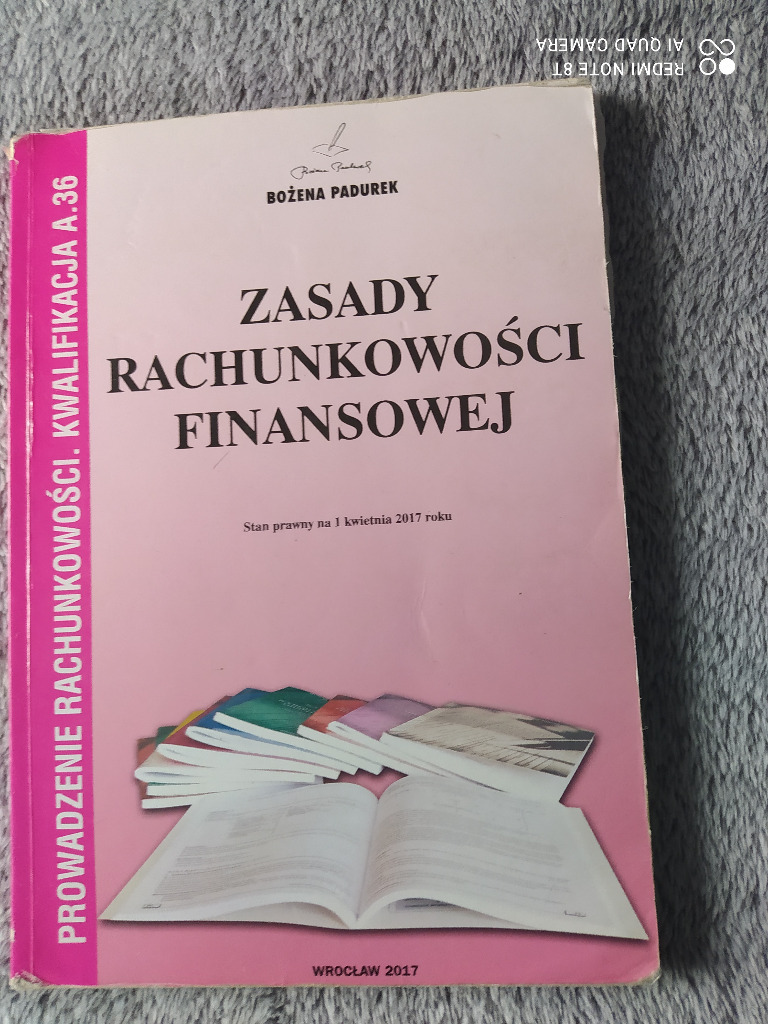 REDMI NOTE 8T
AI QUAD CAMERA
BOŻENA PADUREK
ZASADY
RACHUNKOWOŚCI
FINANSOWEJ
Stan prawny na 1 kwietnia 2017 roku
PROWADZENIE RACHUNKOWOŚCI. KWALIFIKACJA A.36
WROCŁAW 2017